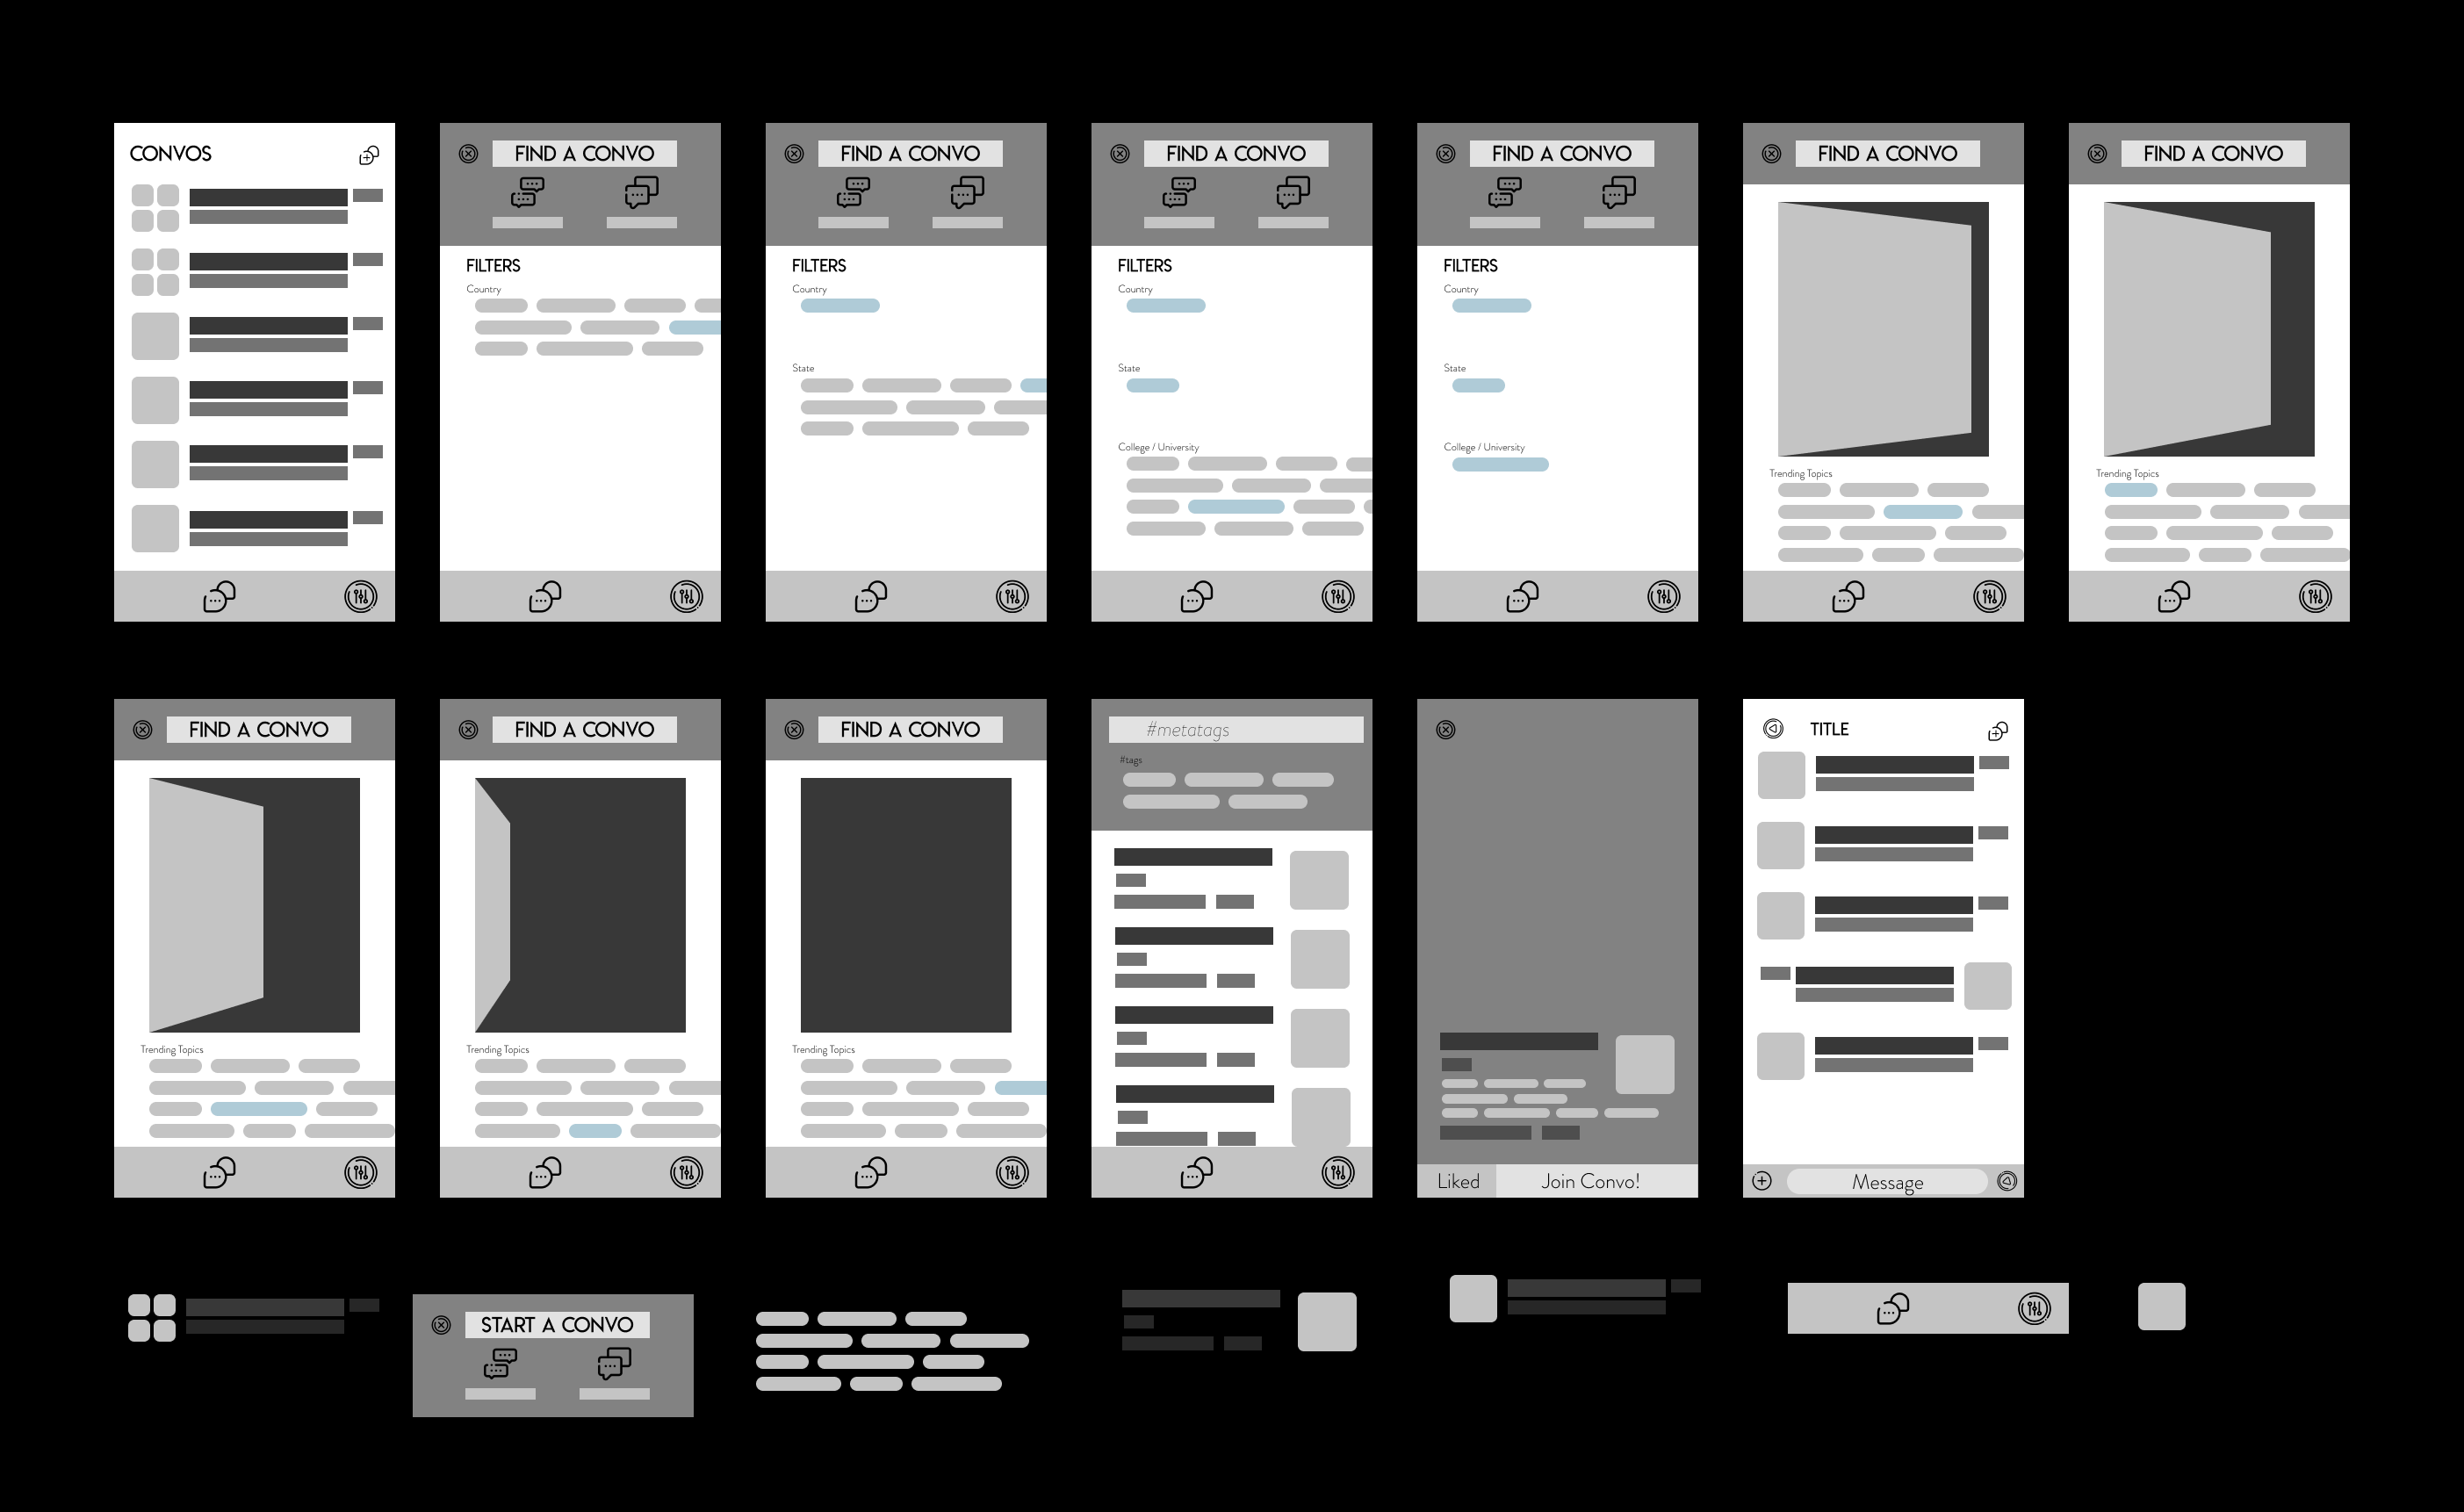 CONVOS
FIND A CONVO
FILTERS
Country
FIND A CONVO
FILTERS
Country
State
FIND A CONVO
FILTERS
Country
State
College / University
FIND A CONVO
FILTERS
Country
State
College / University
FIND A CONVO
Trending Topics
FIND A CONVO
Trending Topics
FIND A CONVO
Trending Topics
FIND A CONVO
Trending Topics
FIND A CONVO
Trending Topics
#metatags
#tags
Liked
Join Convo!
TITLE
Message
START A CONVO